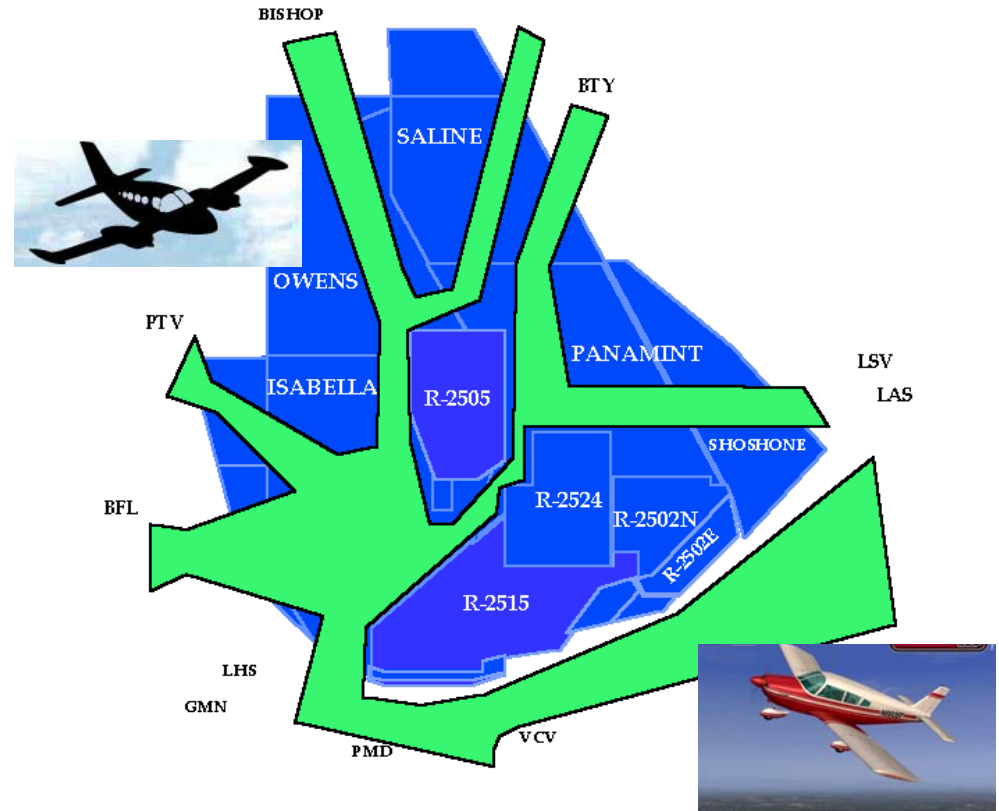 BISHOP
BTY
SALINE
OWENS
PTV
PANAMINT
LSV
ISABELLA
R-2505
LAS
SHOSHONE
BFL
R-2524
R-2502N
R-2502E
R-2515
LHS
GMN
VCV
PMD